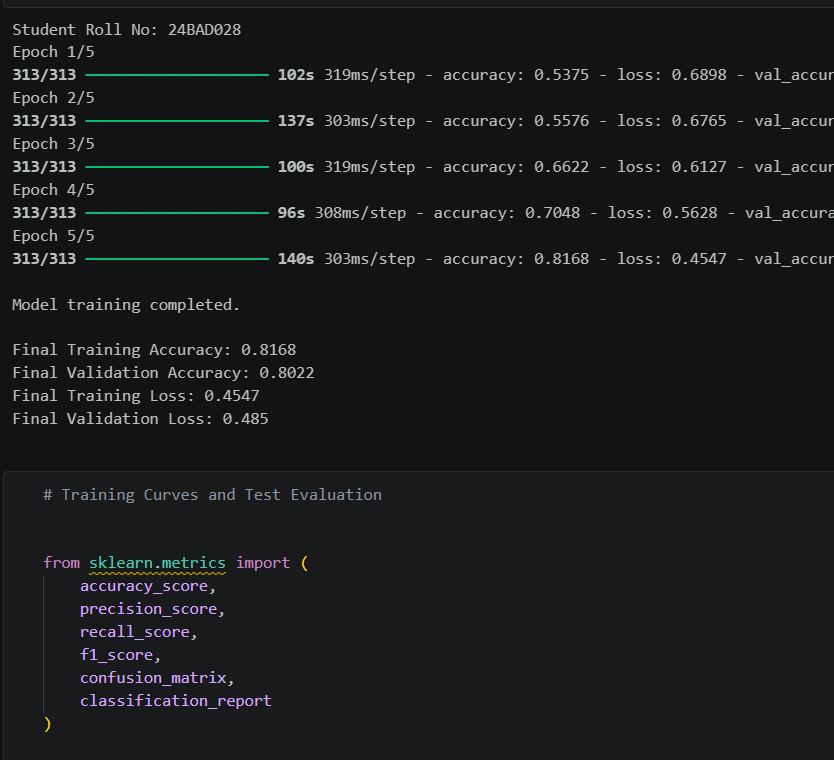 Student Roll No: 24BAD028
Epoch 1/5
313/313 ━━━━━━━━━━━━━━━━━━━━ 102s 319ms/step - accuracy: 0.5375 - loss: 0.6898 - val_accur
Epoch 2/5
313/313 ━━━━━━━━━━━━━━━━━━━━ 137s 303ms/step - accuracy: 0.5576 - loss: 0.6765 - val_accur
Epoch 3/5
313/313 ━━━━━━━━━━━━━━━━━━━━ 100s 319ms/step - accuracy: 0.6622 - loss: 0.6127 - val_accur
Epoch 4/5
313/313 ━━━━━━━━━━━━━━━━━━━━ 96s 308ms/step - accuracy: 0.7048 - loss: 0.5628 - val_accura
Epoch 5/5
313/313 ━━━━━━━━━━━━━━━━━━━━ 140s 303ms/step - accuracy: 0.8168 - loss: 0.4547 - val_accur
Model training completed.
Final Training Accuracy: 0.8168
Final Validation Accuracy: 0.8022
Final Training Loss: 0.4547
Final Validation Loss: 0.485
# Training Curves and Test Evaluation
from sklearn.metrics import (
    accuracy_score,
    precision_score,
    recall_score,
    f1_score,
    confusion_matrix,
    classification_report
)